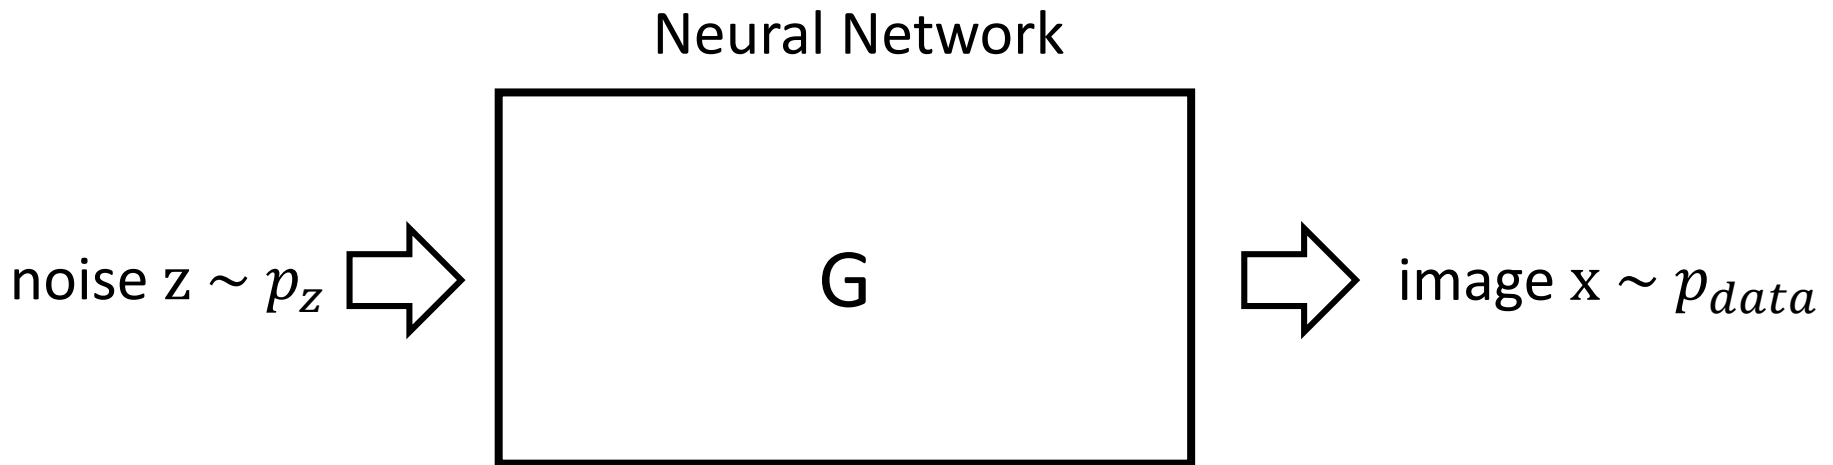 Neural Network
noise z ~ p_z
G
image x ~ p_data